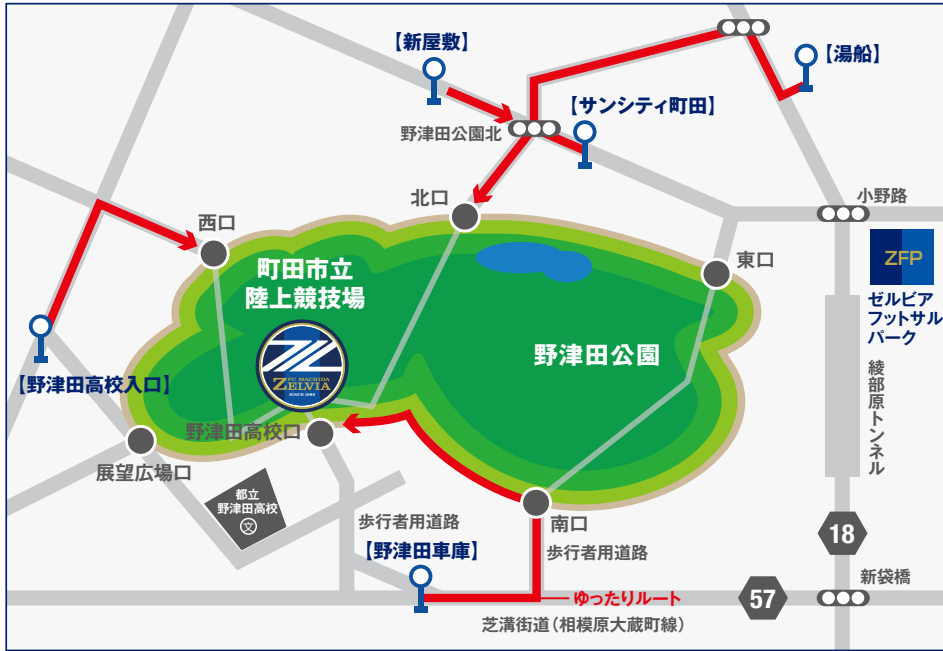 【新屋敷】
【湯船】
【サンシティ町田】
野津田公園北
北口
小野路
西口
東口
ZFP
町田市立
陸上競技場
ゼルビア
フットサル
パーク
野津田公園
綾部原トンネル
FC MACHIDA
ZELVIA
SINCE 1989
【野津田高校入口】
野津田高校口
展望広場口
都立
野津田高校
文
歩行者用道路
南口
歩行者用道路
【野津田車庫】
18
新袋橋
ゆったりルート
57
芝溝街道（相模原大蔵町線）